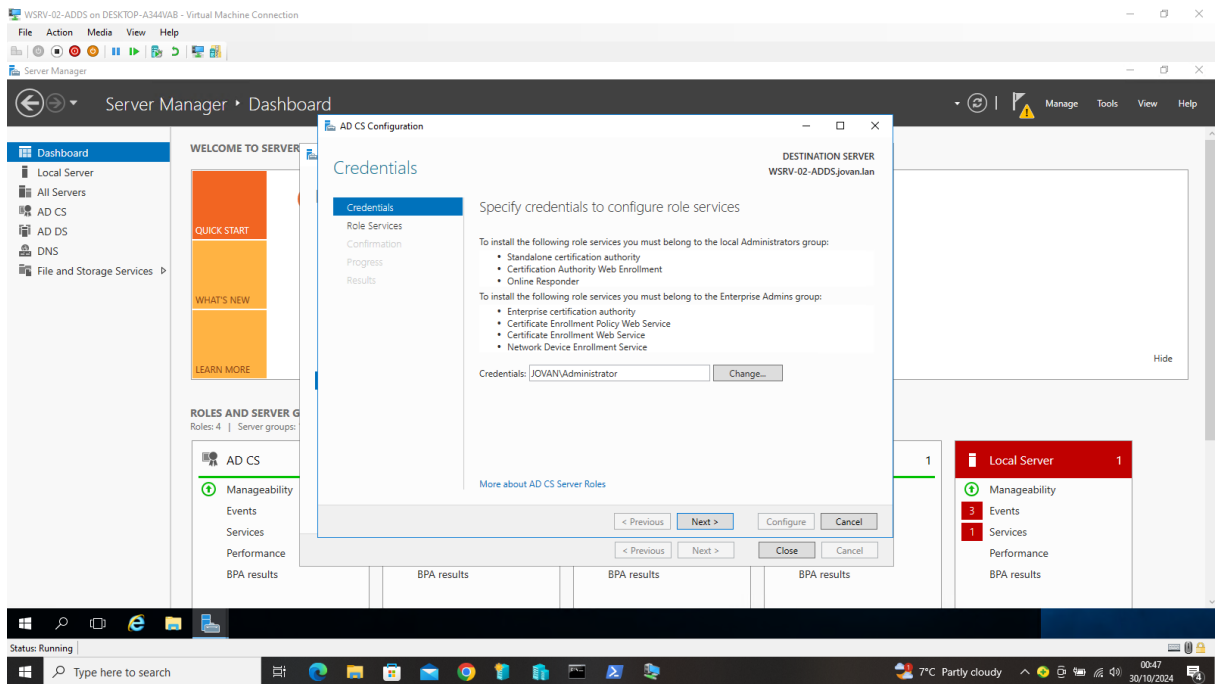 WSRV-02-ADDS on DESKTOP-A344VAB - Virtual Machine Connection
File Action Media View Help
Server Manager
Server Manager • Dashboard
Manage Tools View Help
Dashboard
Local Server
All Servers
AD CS
AD DS
DNS
File and Storage Services
WELCOME TO SERVER
QUICK START
WHAT'S NEW
LEARN MORE
Hide
AD CS Configuration
Credentials
DESTINATION SERVER
WSRV-02-ADDS.jovan.lan
Credentials
Role Services
Confirmation
Progress
Results
Specify credentials to configure role services
To install the following role services you must belong to the local Administrators group:
• Standalone certification authority
• Certification Authority Web Enrollment
• Online Responder
To install the following role services you must belong to the Enterprise Admins group:
• Enterprise certification authority
• Certificate Enrollment Policy Web Service
• Certificate Enrollment Web Service
• Network Device Enrollment Service
Credentials: JOVAN\Administrator Change...
More about AD CS Server Roles
< Previous Next > Configure Cancel
< Previous Next > Close Cancel
ROLES AND SERVER G
Roles: 4 | Server groups:
AD CS
Manageability
Events
Services
Performance
BPA results
BPA results
BPA results
1
BPA results
Local Server 1
Manageability
3 Events
1 Services
Performance
BPA results
Status: Running
Type here to search
7°C Partly cloudy
00:47
30/10/2024
4